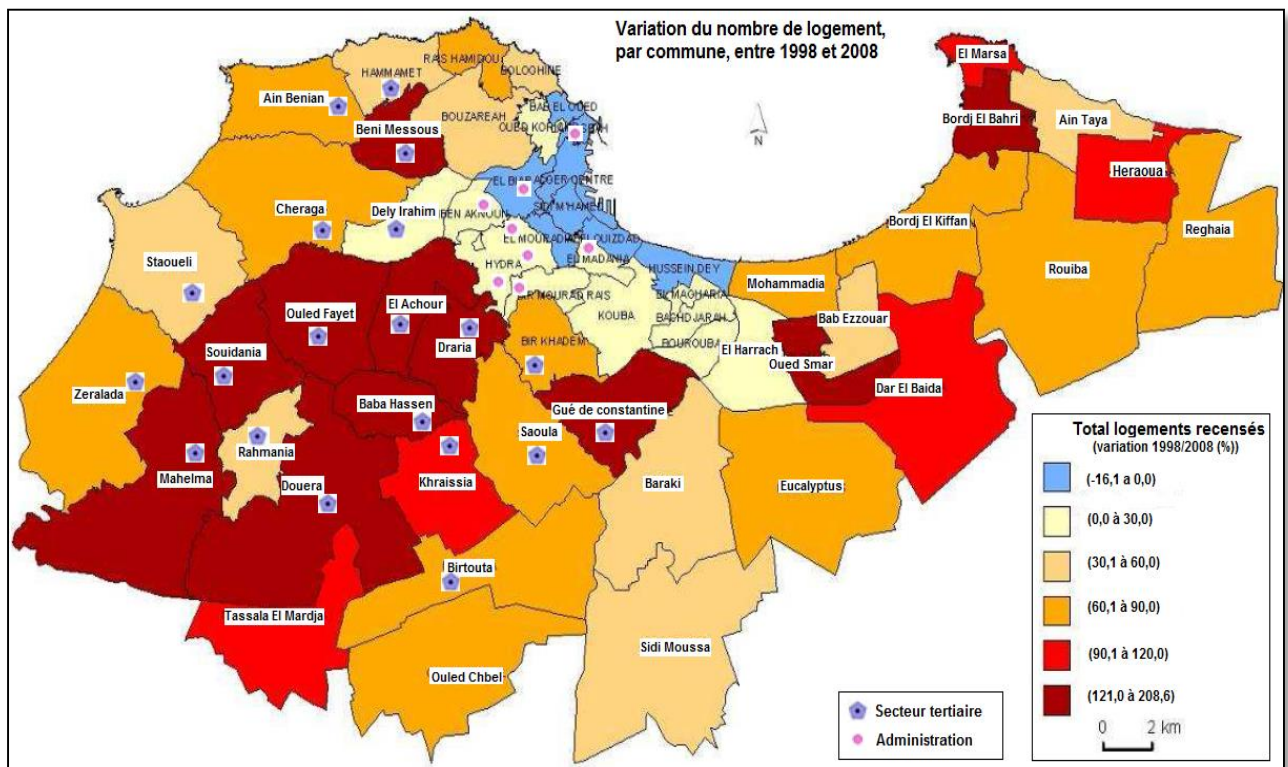 Variation du nombre de logement,
par commune, entre 1998 et 2008
El Marsa
RAIS HAMIDOU
BOLOGHINE
HAMMAMET
Ain Benian
BAB EL OUED
Bordj El Bahri
BOUZAREAH
Ain Taya
Beni Messous
N
Heraoua
EL BIAR
ALGER CENTRE
Cheraga
Dely Irahim
BEN AKNOUN
SIDI M'HAMED
Bordj El Kiffan
Reghaia
EL MOURADIA
Staoueli
HYDRA
EL MADANIA
HUSSEIN DEY
Rouiba
Mohammadia
Ouled Fayet
El Achour
BIR MOURAD RAIS
EL MAGHARIA
KOUBA
Bab Ezzouar
Draria
BACHDJARAH
BIR KHADEM
BOUROUBA
El Harrach
Souidania
Oued Smar
Zeralada
Dar El Baida
Baba Hassen
Gué de constantine
Saoula
Rahmania
Mahelma
Khraissia
Douera
Baraki
Eucalyptus
Birtouta
Tassala El Mardja
Sidi Moussa
Ouled Chbel
Total logements recensés
(variation 1998/2008 (%))
(-16,1 a 0,0)
(0,0 à 30,0)
(30,1 à 60,0)
(60,1 à 90,0)
(90,1 à 120,0)
(121,0 à 208,6)
0 2 km
Secteur tertiaire
Administration